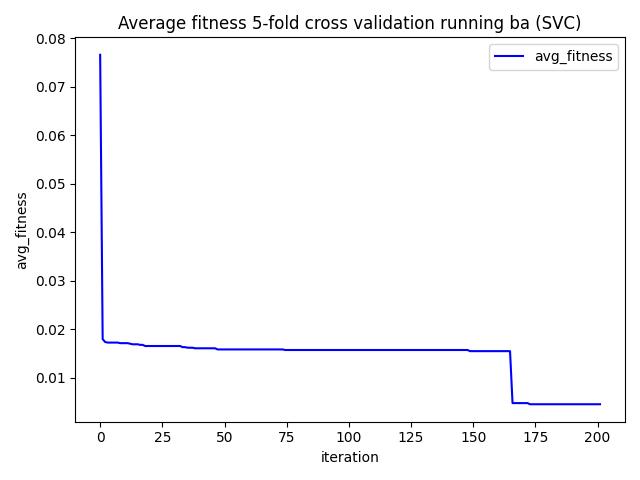 Average fitness 5-fold cross validation running ba (SVC)
avg_fitness
0.08
0.07
0.06
0.05
0.04
0.03
0.02
0.01
avg_fitness
0 25 50 75 100 125 150 175 200
iteration